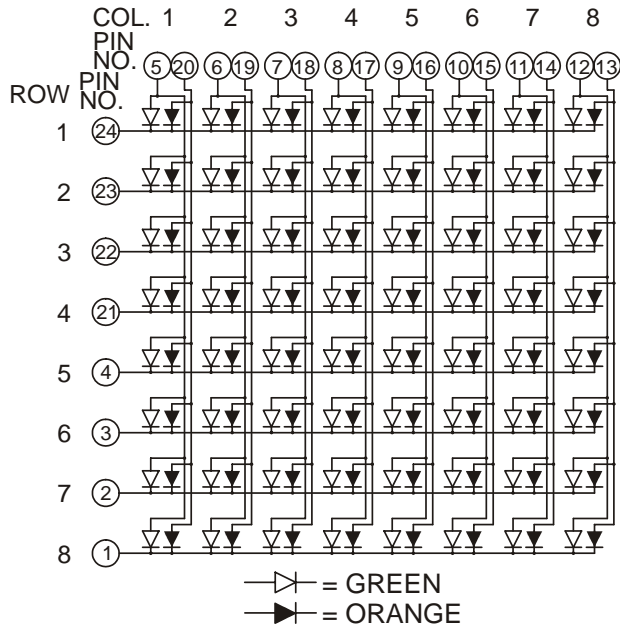 COL. 1 2 3 4 5 6 7 8
PIN
NO. 5 20 6 19 7 18 8 17 9 16 10 15 11 14 12 13
ROW PIN
NO.
1 24
2 23
3 22
4 21
5 4
6 3
7 2
8 1
= GREEN
= ORANGE